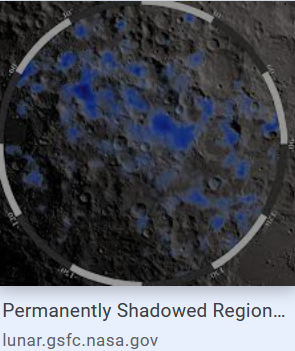 Permanently Shadowed Region...
lunar.gsfc.nasa.gov